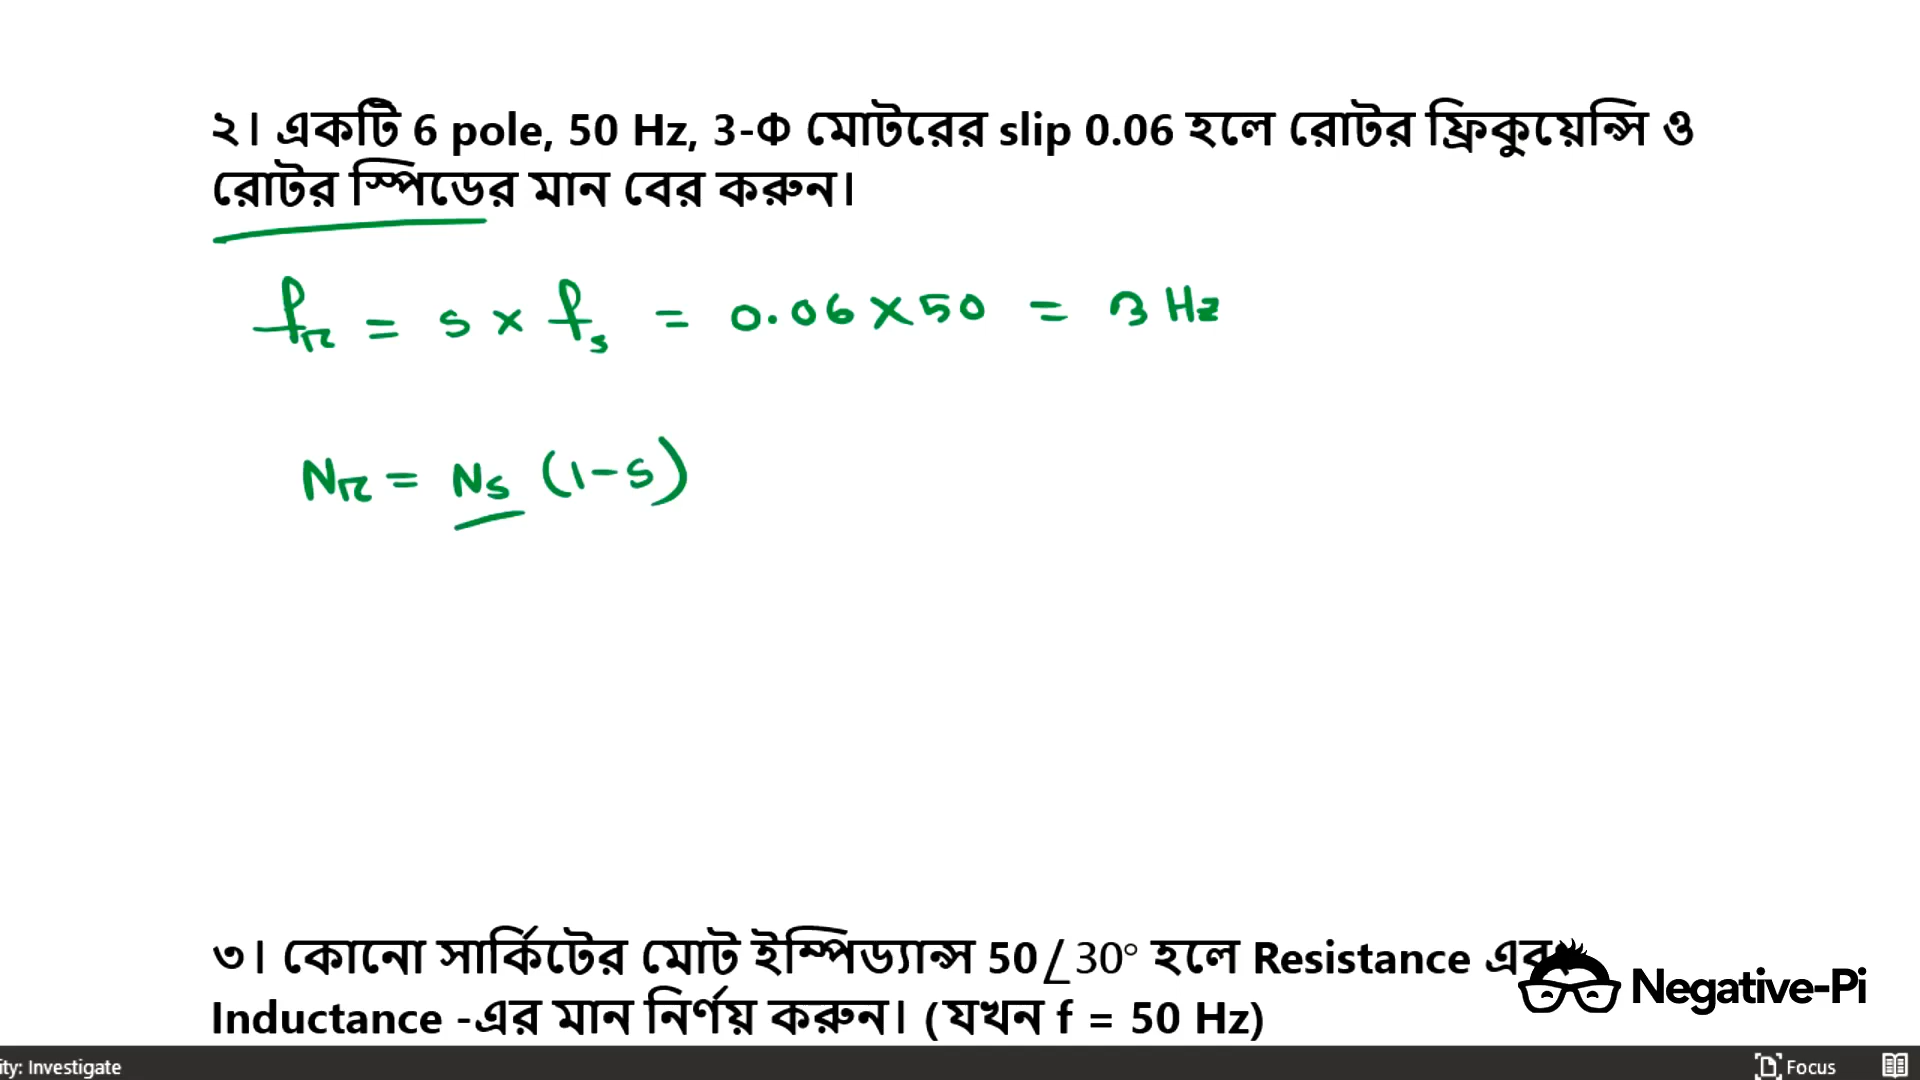 ২। একটি 6 pole, 50 Hz, 3-Φ মোটরের slip 0.06 হলে রোটর ফ্রিকুয়েন্সি ও
রোটর স্পিডের মান বের করুন।
fr = s × fs = 0.06 × 50 = 3 Hz
Nr = Ns (1-s)
৩। কোনো সার্কিটের মোট ইম্পিড্যান্স 50∠30° হলে Resistance
Inductance -এর মান নির্ণয় করুন। (যখন f = 50 Hz)
Negative-Pi
ity: Investigate
Focus